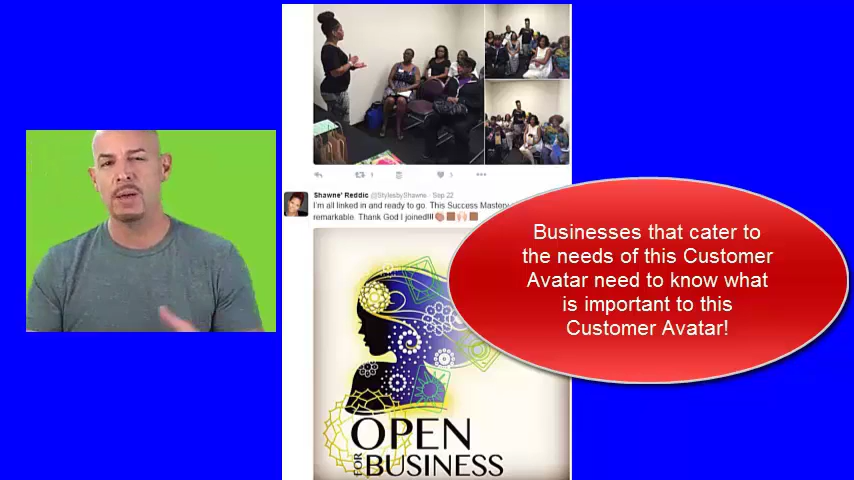 Shawne' Reddic @StylesbyShawne · Sep 22
I'm all linked in and ready to go. This Success Mastery
remarkable. Thank God I joined!!!
Businesses that cater to
the needs of this Customer
Avatar need to know what
is important to this
Customer Avatar!
OPEN
FOR BUSINESS